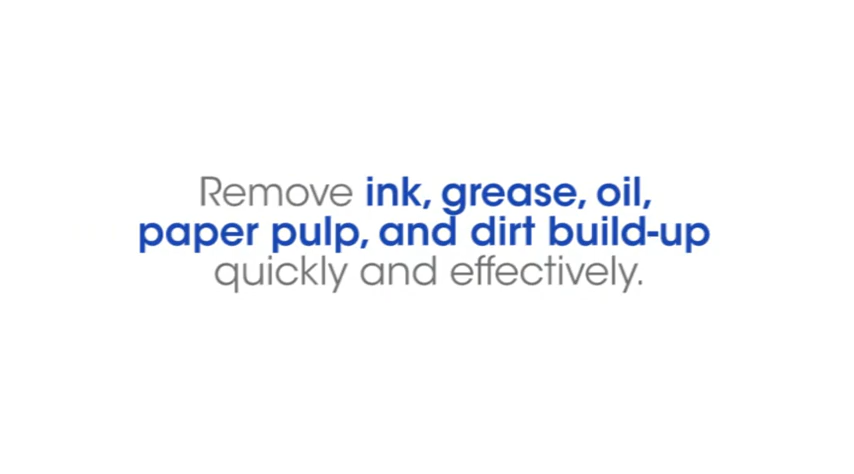 Remove ink, grease, oil,
paper pulp, and dirt build-up
quickly and effectively.